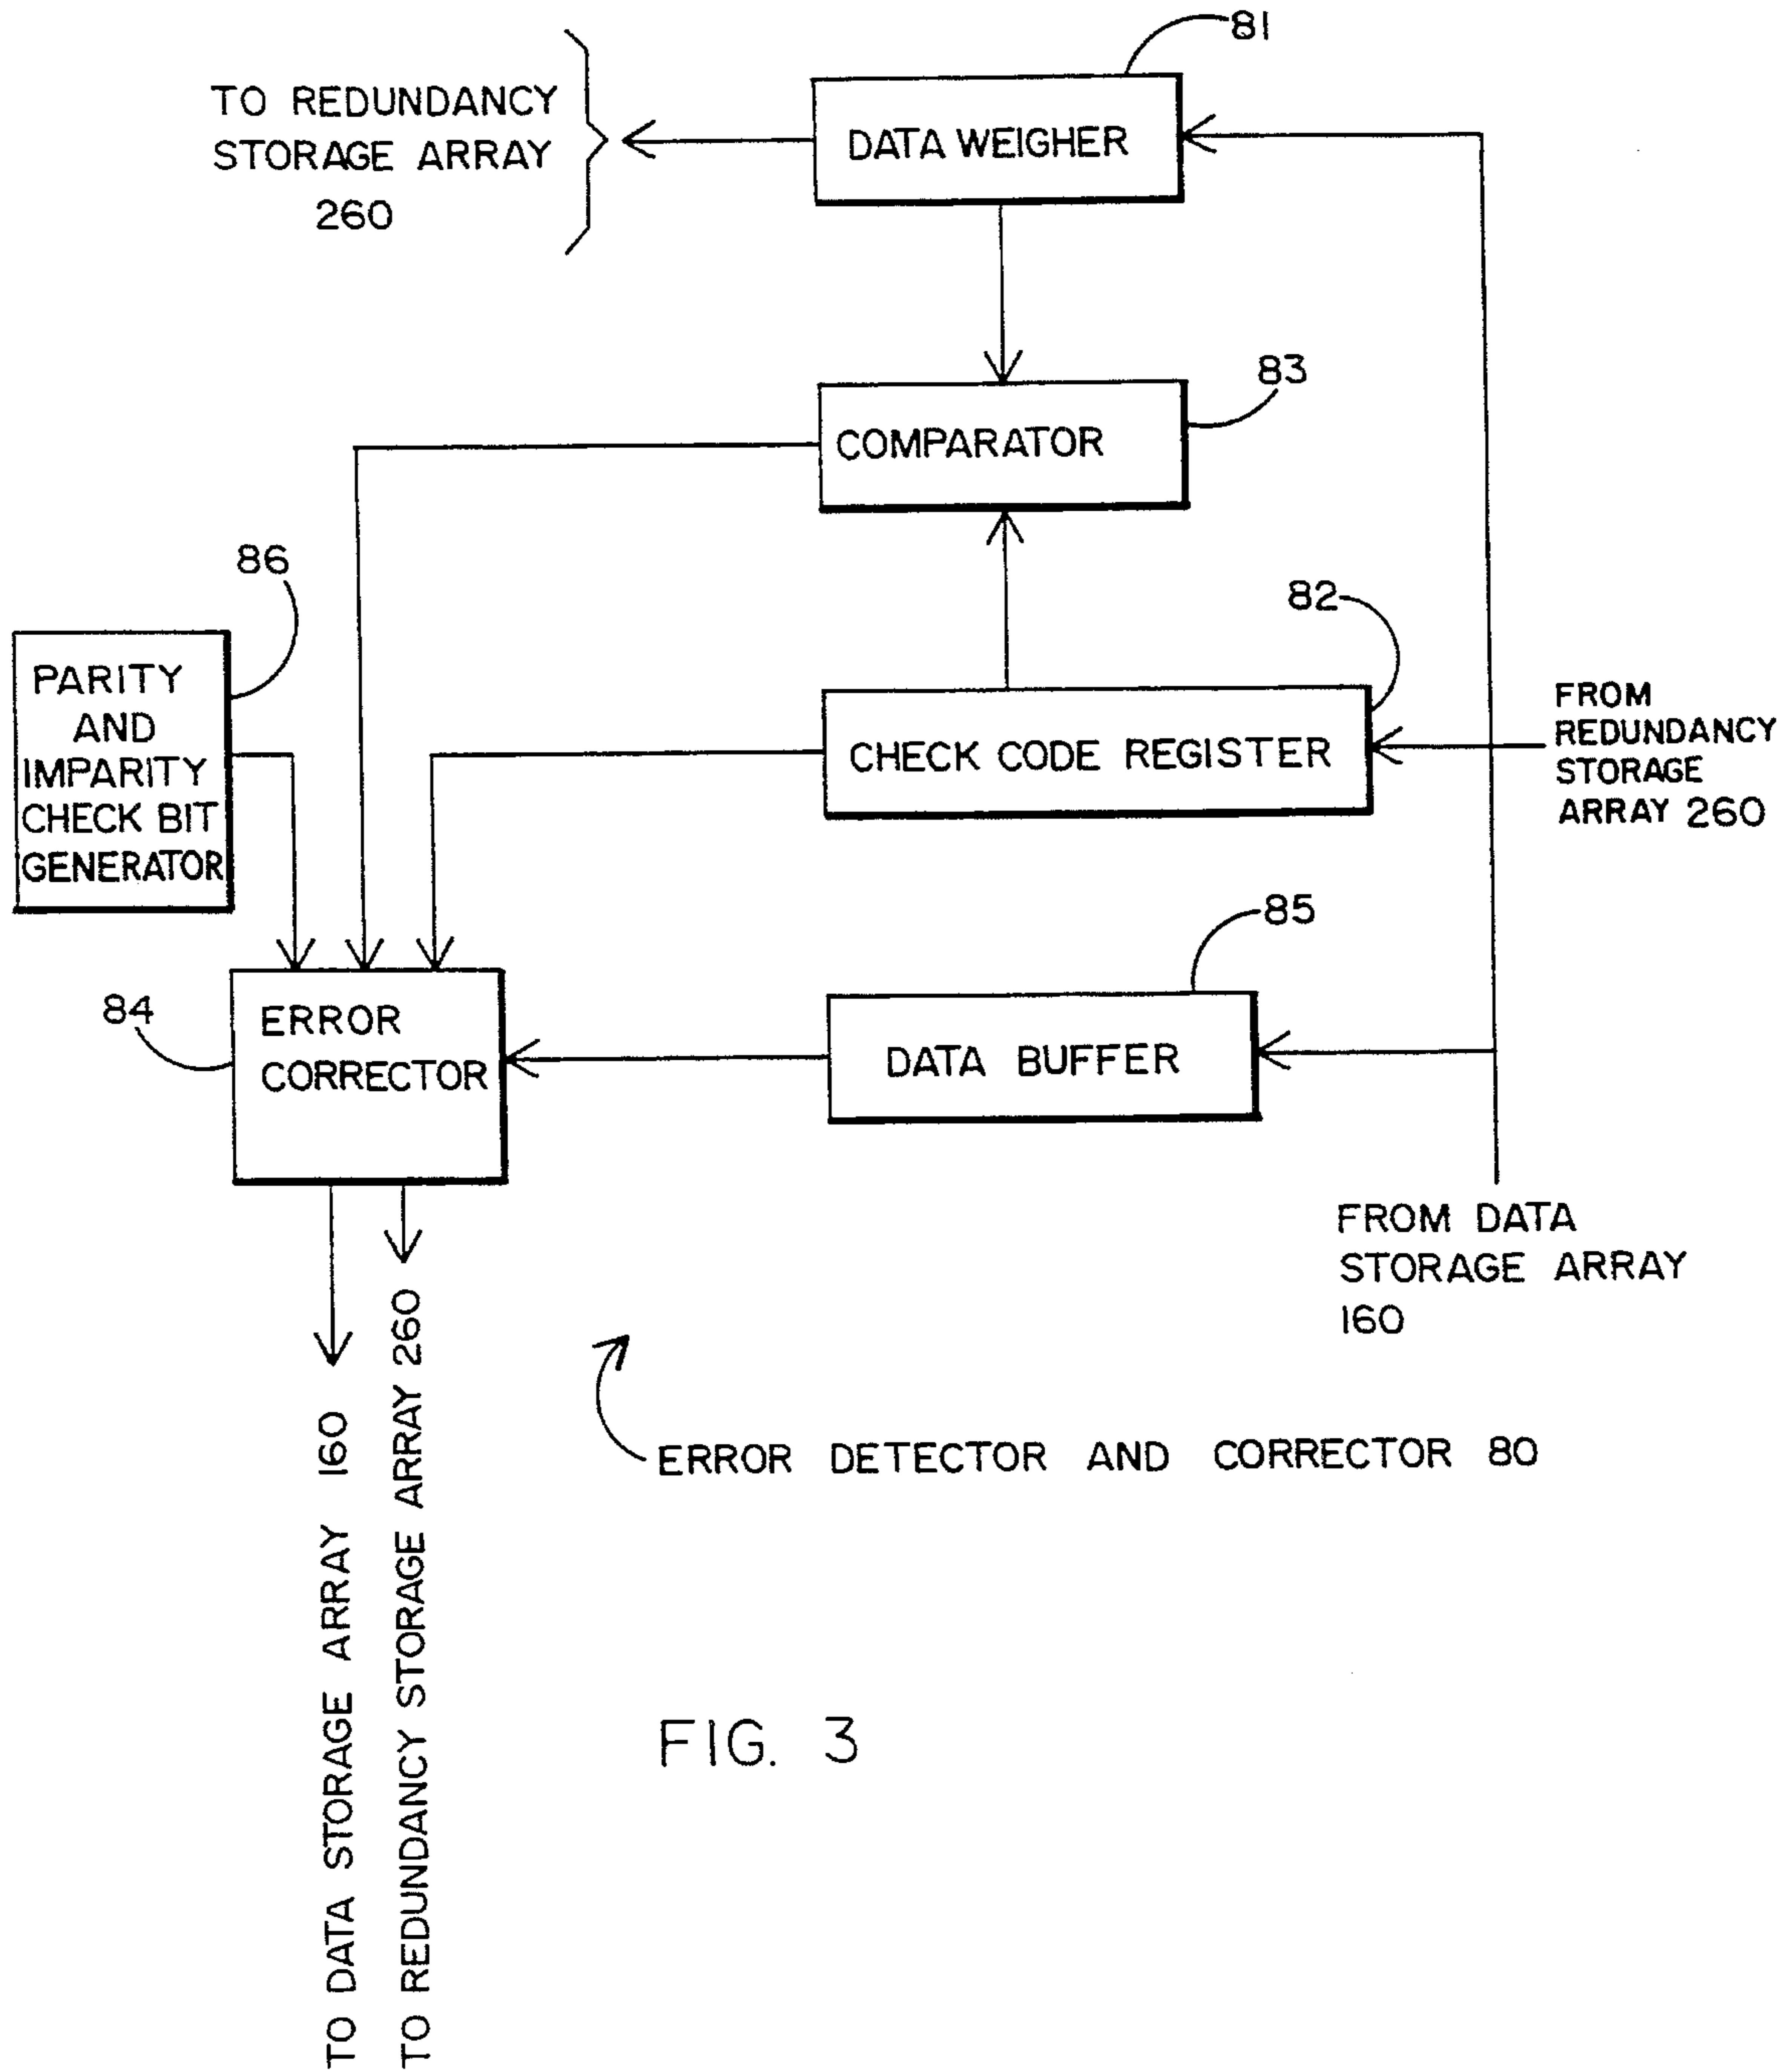 81
TO REDUNDANCY
STORAGE ARRAY
260
DATA WEIGHER
83
COMPARATOR
86
82
PARITY
AND
IMPARITY
CHECK BIT
GENERATOR
CHECK CODE REGISTER
FROM
REDUNDANCY
STORAGE
ARRAY 260
85
84
ERROR
CORRECTOR
DATA BUFFER
FROM DATA
STORAGE ARRAY
160
TO DATA STORAGE ARRAY 160
TO REDUNDANCY STORAGE ARRAY 260
ERROR DETECTOR AND CORRECTOR 80
FIG. 3